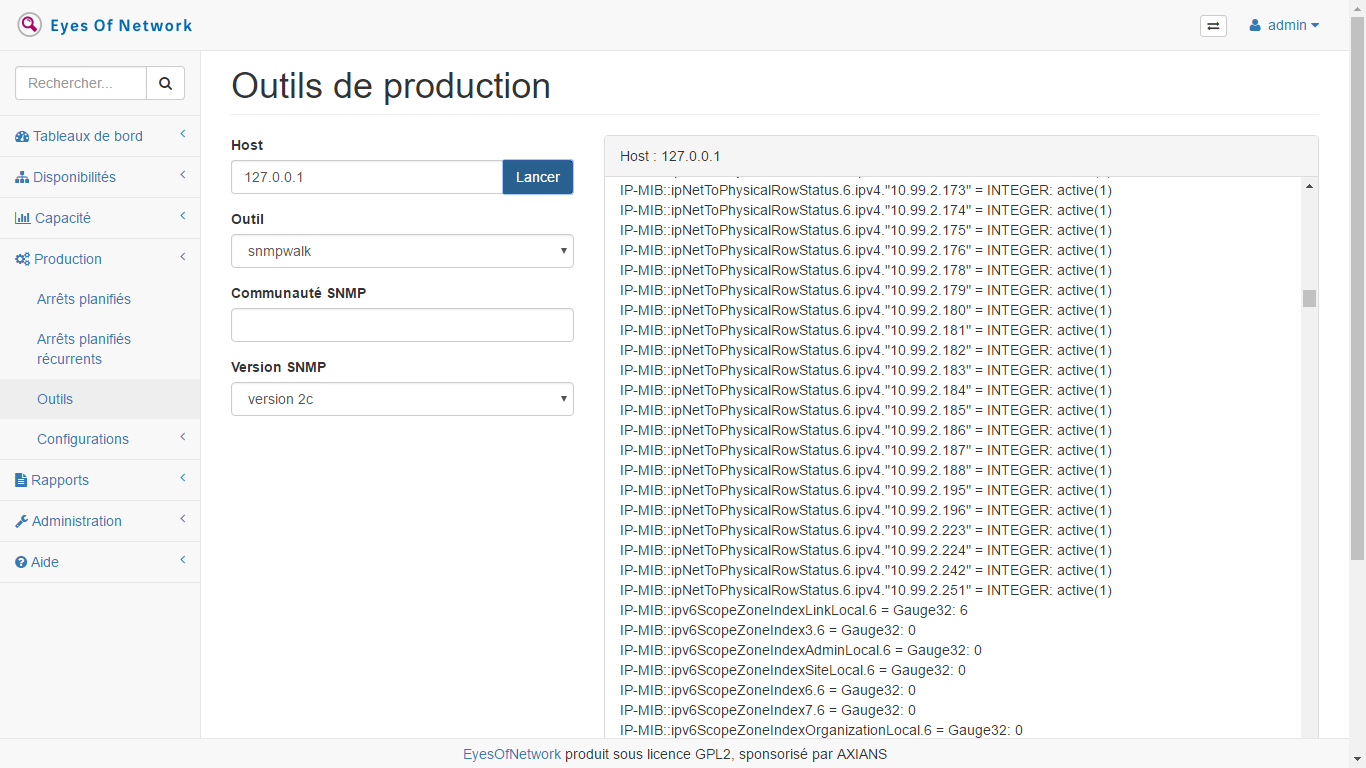 Eyes Of Network
admin
Rechercher...
Tableaux de bord
Disponibilités
Capacité
Production
Arrêts planifiés
Arrêts planifiés
récurrents
Outils
Configurations
Rapports
Administration
Aide
Outils de production
Host
127.0.0.1
Lancer
Outil
snmpwalk
Communauté SNMP
Version SNMP
version 2c
Host : 127.0.0.1
IP-MIB::ipNetToPhysicalRowStatus.6.ipv4."10.99.2.173" = INTEGER: active(1)
IP-MIB::ipNetToPhysicalRowStatus.6.ipv4."10.99.2.174" = INTEGER: active(1)
IP-MIB::ipNetToPhysicalRowStatus.6.ipv4."10.99.2.175" = INTEGER: active(1)
IP-MIB::ipNetToPhysicalRowStatus.6.ipv4."10.99.2.176" = INTEGER: active(1)
IP-MIB::ipNetToPhysicalRowStatus.6.ipv4."10.99.2.178" = INTEGER: active(1)
IP-MIB::ipNetToPhysicalRowStatus.6.ipv4."10.99.2.179" = INTEGER: active(1)
IP-MIB::ipNetToPhysicalRowStatus.6.ipv4."10.99.2.180" = INTEGER: active(1)
IP-MIB::ipNetToPhysicalRowStatus.6.ipv4."10.99.2.181" = INTEGER: active(1)
IP-MIB::ipNetToPhysicalRowStatus.6.ipv4."10.99.2.182" = INTEGER: active(1)
IP-MIB::ipNetToPhysicalRowStatus.6.ipv4."10.99.2.183" = INTEGER: active(1)
IP-MIB::ipNetToPhysicalRowStatus.6.ipv4."10.99.2.184" = INTEGER: active(1)
IP-MIB::ipNetToPhysicalRowStatus.6.ipv4."10.99.2.185" = INTEGER: active(1)
IP-MIB::ipNetToPhysicalRowStatus.6.ipv4."10.99.2.186" = INTEGER: active(1)
IP-MIB::ipNetToPhysicalRowStatus.6.ipv4."10.99.2.187" = INTEGER: active(1)
IP-MIB::ipNetToPhysicalRowStatus.6.ipv4."10.99.2.188" = INTEGER: active(1)
IP-MIB::ipNetToPhysicalRowStatus.6.ipv4."10.99.2.195" = INTEGER: active(1)
IP-MIB::ipNetToPhysicalRowStatus.6.ipv4."10.99.2.196" = INTEGER: active(1)
IP-MIB::ipNetToPhysicalRowStatus.6.ipv4."10.99.2.223" = INTEGER: active(1)
IP-MIB::ipNetToPhysicalRowStatus.6.ipv4."10.99.2.224" = INTEGER: active(1)
IP-MIB::ipNetToPhysicalRowStatus.6.ipv4."10.99.2.242" = INTEGER: active(1)
IP-MIB::ipNetToPhysicalRowStatus.6.ipv4."10.99.2.251" = INTEGER: active(1)
IP-MIB::ipv6ScopeZoneIndexLinkLocal.6 = Gauge32: 6
IP-MIB::ipv6ScopeZoneIndex3.6 = Gauge32: 0
IP-MIB::ipv6ScopeZoneIndexAdminLocal.6 = Gauge32: 0
IP-MIB::ipv6ScopeZoneIndexSiteLocal.6 = Gauge32: 0
IP-MIB::ipv6ScopeZoneIndex6.6 = Gauge32: 0
IP-MIB::ipv6ScopeZoneIndex7.6 = Gauge32: 0
IP-MIB::ipv6ScopeZoneIndexOrganizationLocal.6 = Gauge32: 0
EyesOfNetwork produit sous licence GPL2, sponsorisé par AXIANS